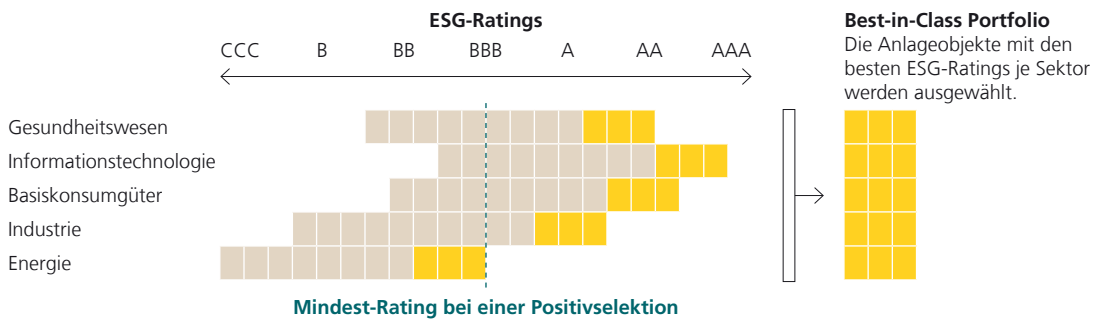 ESG-Ratings
CCC B BB BBB A AA AAA
Best-in-Class Portfolio
Die Anlageobjekte mit den
besten ESG-Ratings je Sektor
werden ausgewählt.
Gesundheitswesen
Informationstechnologie
Basiskonsumgüter
Industrie
Energie
Mindest-Rating bei einer Positivselektion